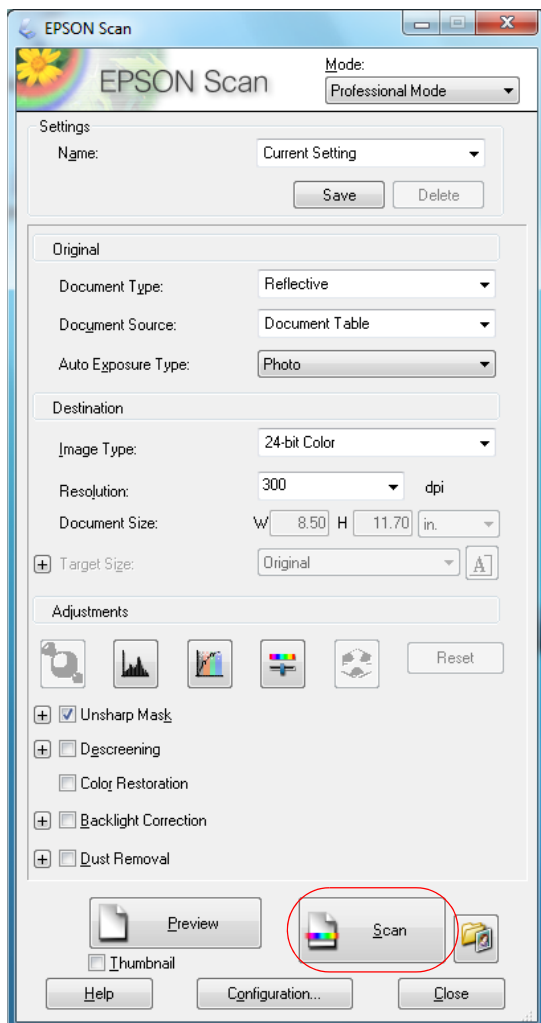 EPSON Scan
EPSON Scan
Mode:
Professional Mode
Settings
Name:
Current Setting
Save
Delete
Original
Document Type:
Reflective
Document Source:
Document Table
Auto Exposure Type:
Photo
Destination
Image Type:
24-bit Color
Resolution:
300
dpi
Document Size:
W 8.50 H 11.70 in.
Target Size:
Original
A
Adjustments
Reset
Unsharp Mask
Descreening
Color Restoration
Backlight Correction
Dust Removal
Preview
Scan
Thumbnail
Help
Configuration...
Close